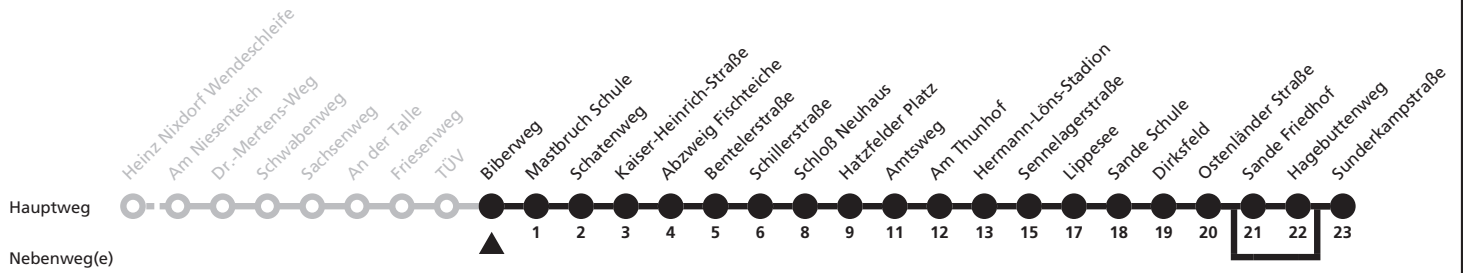 Heinz Nixdorf Wendeschleife
Am Niesenteich
Dr.-Mertens-Weg
Schwabenweg
Sachsenweg
An der Talle
Friesenweg
TÜV
Biberweg
Mastbruch Schule
Schatenweg
Kaiser-Heinrich-Straße
Abzweig Fischteiche
Bentelerstraße
Schillerstraße
Schloß Neuhaus
Hatzfelder Platz
Amtsweg
Am Thunhof
Hermann-Löns-Stadion
Sennelagerstraße
Lippesee
Sande Schule
Dirksfeld
Ostenländer Straße
Sande Friedhof
Hagebuttenweg
Sunderkampstraße
Hauptweg
1 2 3 4 5 6 8 9 11 12 13 15 17 18 19 20 21 22 23
Nebenweg(e)